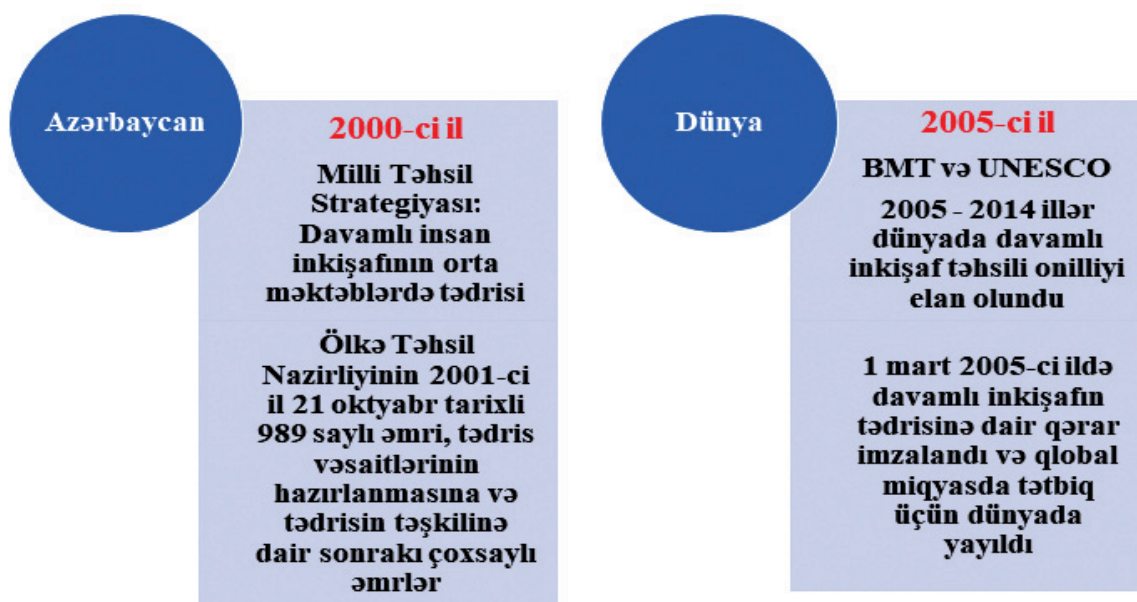 Azərbaycan
2000-ci il
Milli Təhsil
Strategiyası:
Davamlı insan
inkişafının orta
məktəblərdə tədrisi
Ölkə Təhsil
Nazirliyinin 2001-ci
il 21 oktyabr tarixli
989 saylı əmri, tədris
vəsaitlərinin
hazırlanmasına və
tədrisin təşkilinə
dair sonrakı çoxsaylı
əmrlər
Dünya
2005-ci il
BMT və UNESCO
2005 - 2014 illər
dünyada davamlı
inkişaf təhsili onilliyi
elan olundu
1 mart 2005-ci ildə
davamlı inkişafın
tədrisinə dair qərar
imzalandı və qlobal
miqyasda tətbiq
üçün dünyada
yayıldı